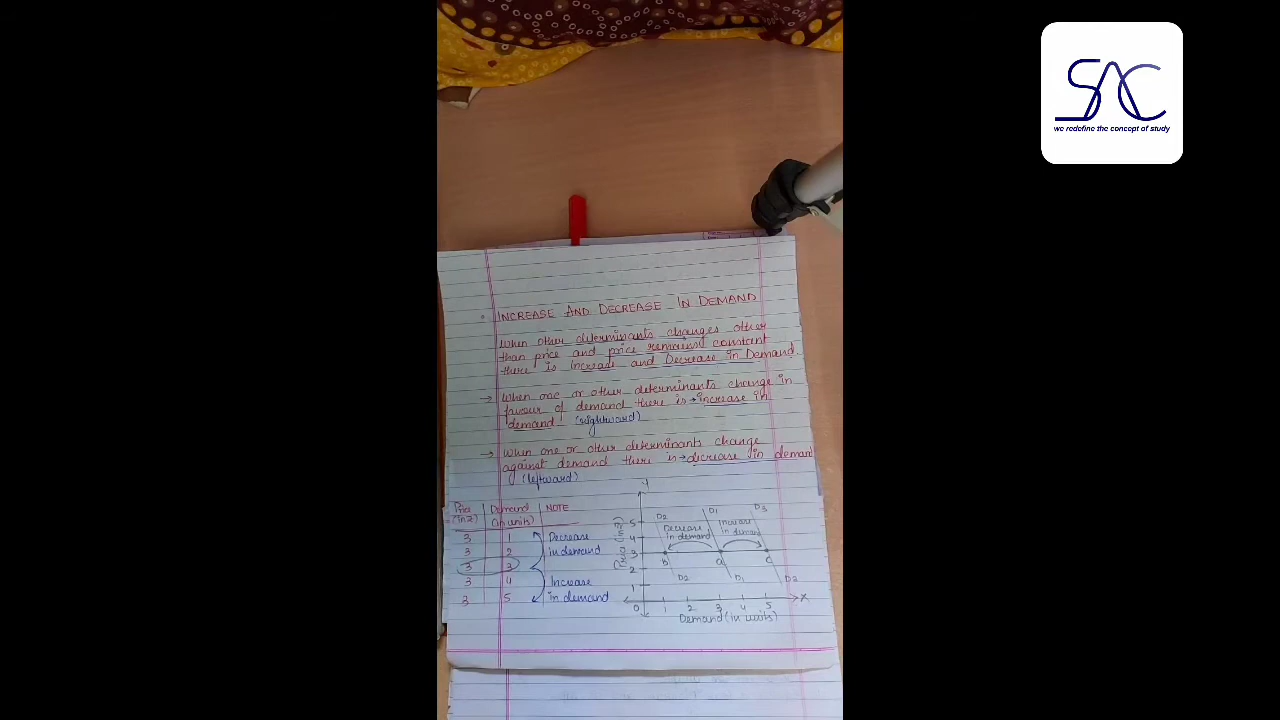 SAC
we redefine the concept of study
• INCREASE AND DECREASE IN DEMAND
When other determinants changes other
than price and price remains constant
there is Increase and Decrease in Demand.
→ When one or other determinants change in
favour of demand there is → increase in
demand (rightward)
→ When one or other determinants change
against demand there is → decrease in demand
(leftward)
Price (in ₹) Demand (in units) NOTE
3 1 Decrease
3 2 in demand
3 3
3 4 Increase
3 5 in demand
Y
D2 D1 D3
5 Decrease in demand Increase in demand
4
3 b a c
2 D2 D1 D3
1
0 1 2 3 4 5 X
Demand (in units)
Price (in ₹)